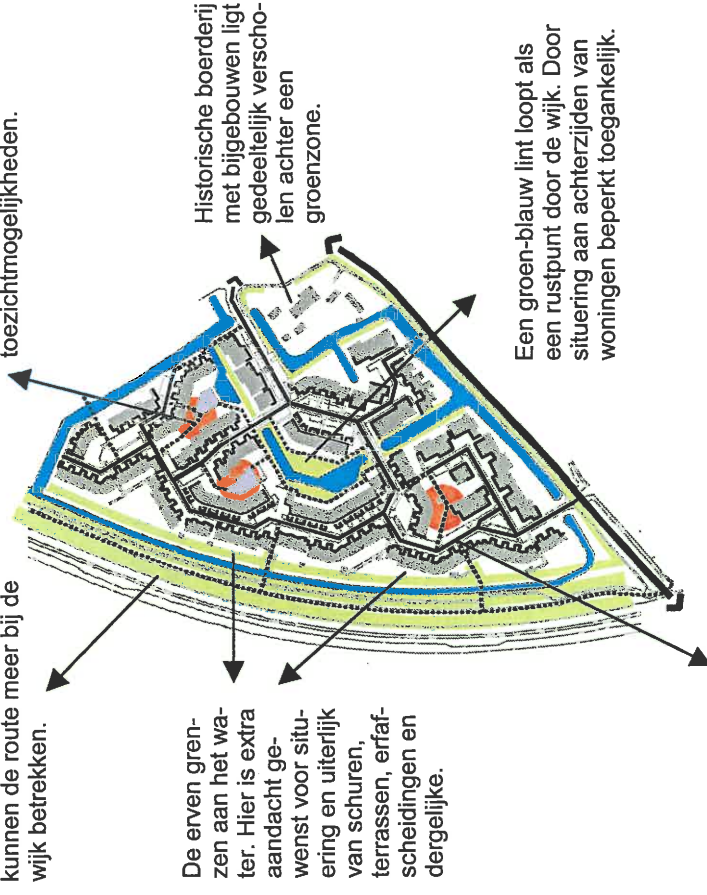 kunnen de route meer bij de
wijk betrekken.
De erven gren-
zen aan het wa-
ter. Hier is extra
aandacht ge-
wenst voor situ-
ering en uiterlijk
van schuren,
terrassen, erfaf-
scheidingen en
dergelijke.
toezichtmogelijkheden.
Historische boerderij
met bijgebouwen ligt
gedeeltelijk verscho-
len achter een
groenzone.
Een groen-blauw lint loopt als
een rustpunt door de wijk. Door
situering aan achterzijden van
woningen beperkt toegankelijk.